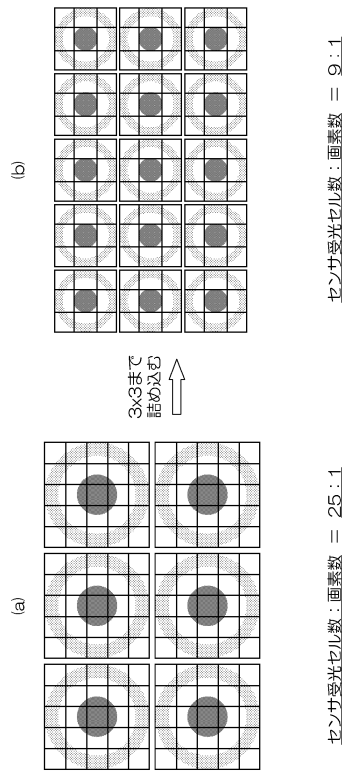 (a)
センサ受光セル数：画素数 ＝ 25：1
3x3まで
詰め込む
(b)
センサ受光セル数：画素数 ＝ 9：1